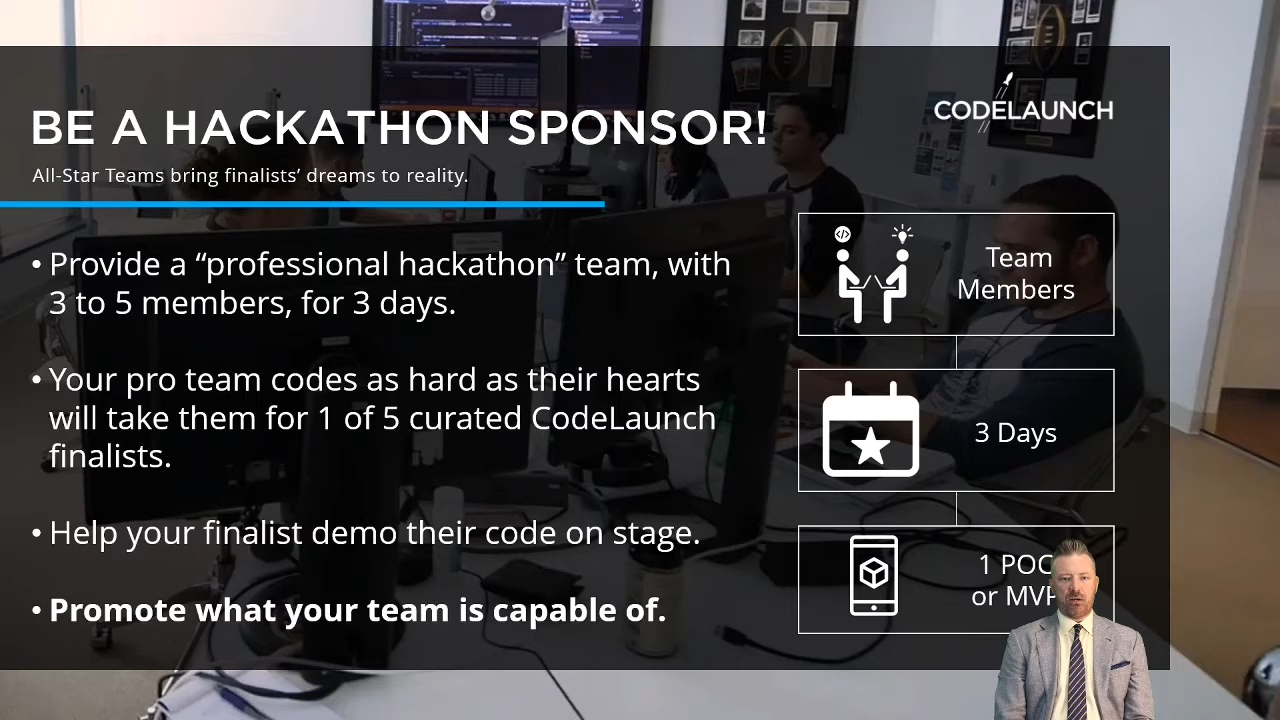 BE A HACKATHON SPONSOR!
CODELAUNCH
All-Star Teams bring finalists’ dreams to reality.
• Provide a “professional hackathon” team, with
3 to 5 members, for 3 days.
• Your pro team codes as hard as their hearts
will take them for 1 of 5 curated CodeLaunch
finalists.
• Help your finalist demo their code on stage.
• Promote what your team is capable of.
Team
Members
3 Days
1 POC
or MVP